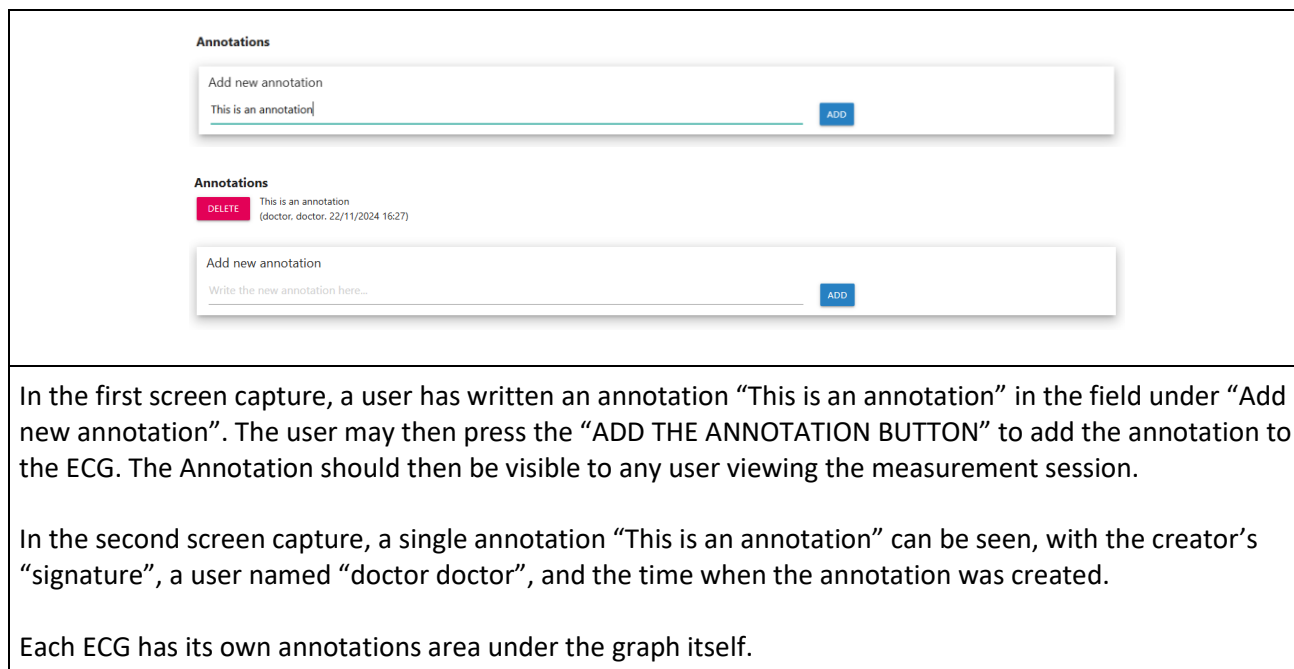 Annotations
Add new annotation
This is an annotation
ADD
Annotations
DELETE
This is an annotation
(doctor, doctor, 22/11/2024 16:27)
Add new annotation
Write the new annotation here...
ADD
In the first screen capture, a user has written an annotation “This is an annotation” in the field under “Add
new annotation”. The user may then press the “ADD THE ANNOTATION BUTTON” to add the annotation to
the ECG. The Annotation should then be visible to any user viewing the measurement session.
In the second screen capture, a single annotation “This is an annotation” can be seen, with the creator’s
“signature”, a user named “doctor doctor”, and the time when the annotation was created.
Each ECG has its own annotations area under the graph itself.